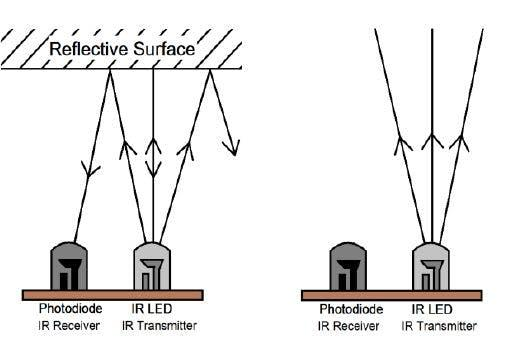 Reflective Surface
Photodiode
IR Receiver
IR LED
IR Transmitter
Photodiode
IR Receiver
IR LED
IR Transmitter